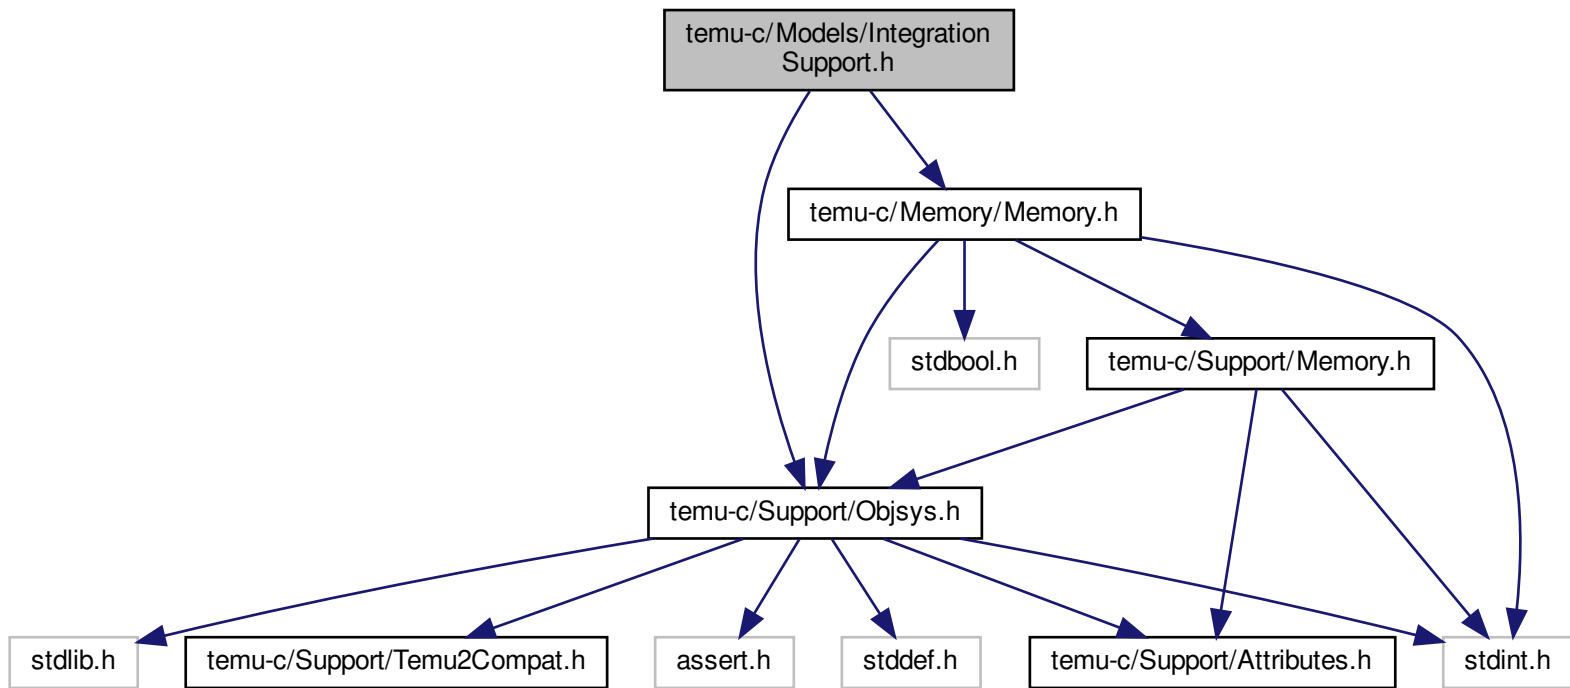 temu-c/Models/Integration
Support.h
temu-c/Memory/Memory.h
stdbool.h
temu-c/Support/Memory.h
temu-c/Support/Objsys.h
stdlib.h
temu-c/Support/Temu2Compat.h
assert.h
stddef.h
temu-c/Support/Attributes.h
stdint.h